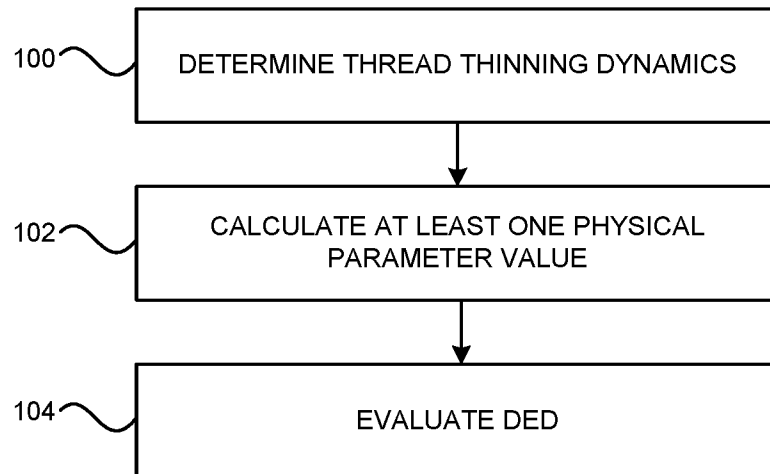 100
DETERMINE THREAD THINNING DYNAMICS
102
CALCULATE AT LEAST ONE PHYSICAL
PARAMETER VALUE
104
EVALUATE DED